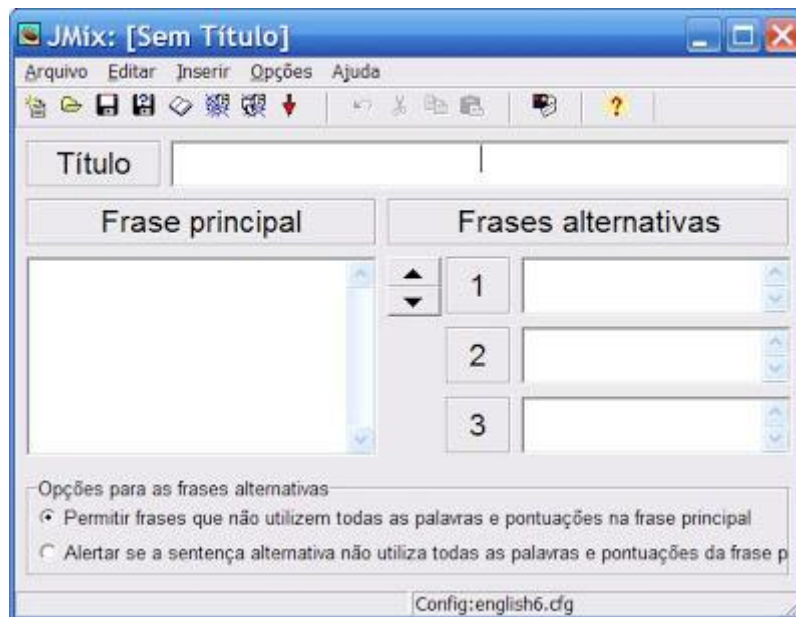 JMix: [Sem Título]
Arquivo Editar Inserir Opções Ajuda
Título
Frase principal Frases alternativas
1
2
3
Opções para as frases alternativas
Permitir frases que não utilizem todas as palavras e pontuações na frase principal
Alertar se a sentença alternativa não utiliza todas as palavras e pontuações da frase p
Config:english6.cfg